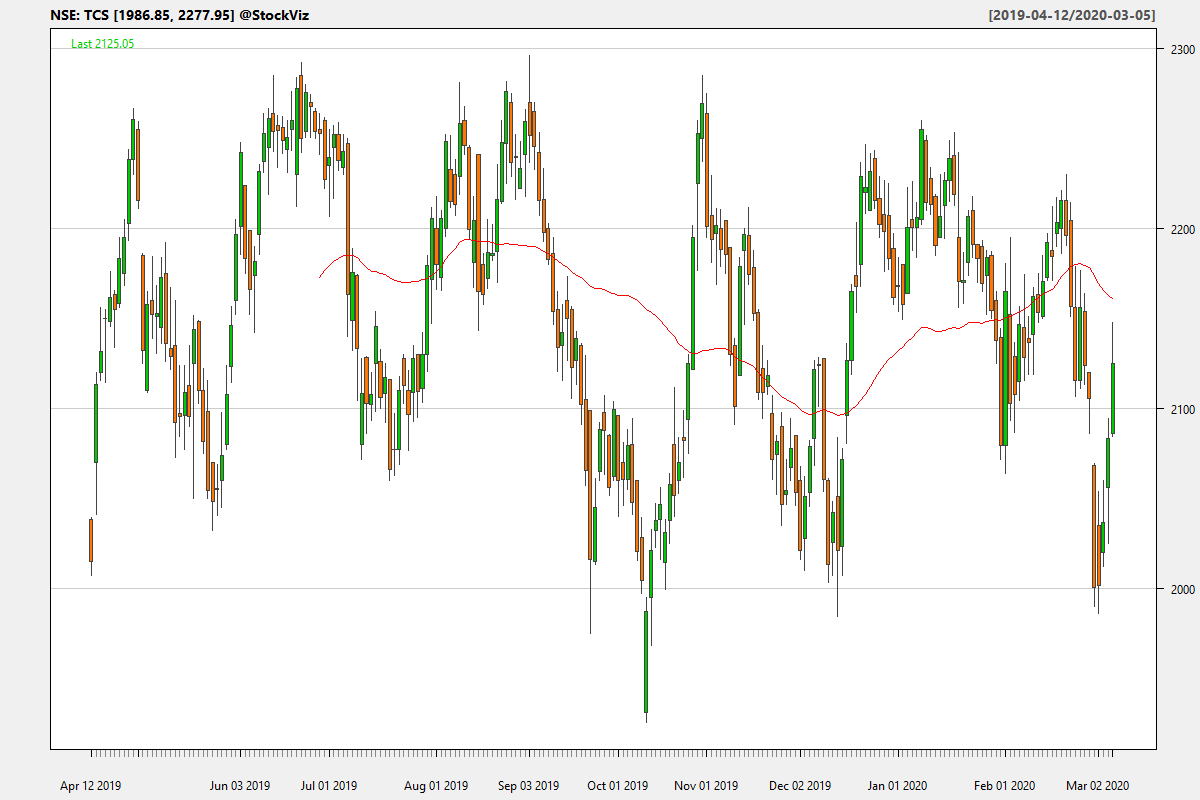 NSE: TCS [1986.85, 2277.95] @StockViz [2019-04-12/2020-03-05]
Last 2125.05
2300
2200
2100
2000
Apr 12 2019 Jun 03 2019 Jul 01 2019 Aug 01 2019 Sep 03 2019 Oct 01 2019 Nov 01 2019 Dec 02 2019 Jan 01 2020 Feb 01 2020 Mar 02 2020